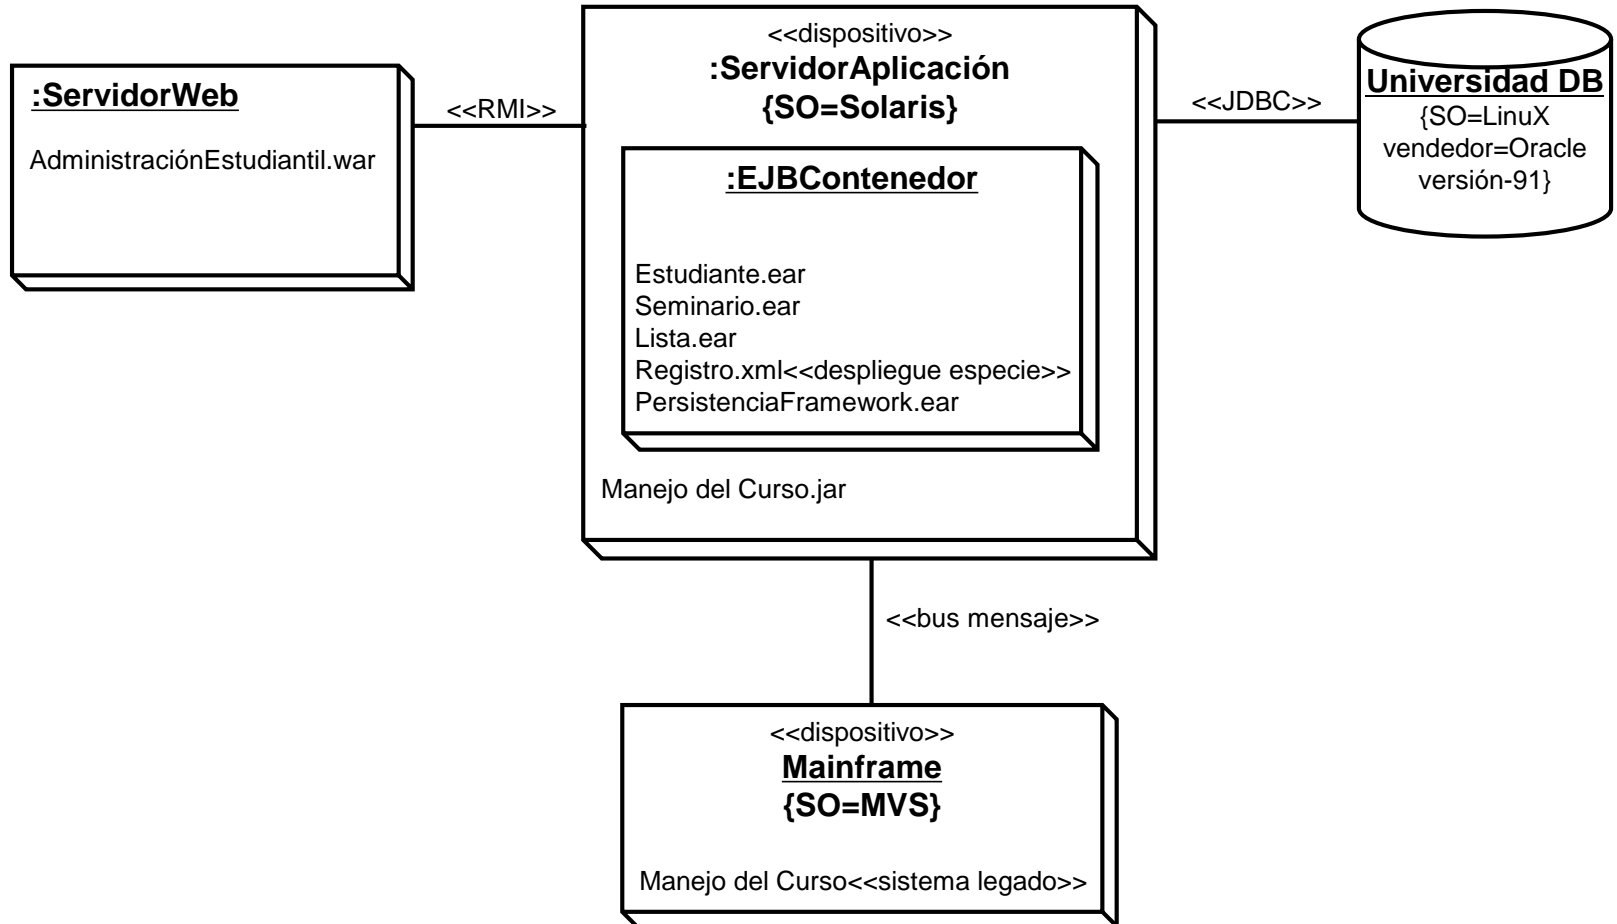 :ServidorWeb
AdministraciónEstudiantil.war
<<RMI>>
<<dispositivo>>
:ServidorAplicación
{SO=Solaris}
:EJBContenedor
Estudiante.ear
Seminario.ear
Lista.ear
Registro.xml<<despliegue especie>>
PersistenciaFramework.ear
Manejo del Curso.jar
<<JDBC>>
Universidad DB
{SO=LinuX
vendedor=Oracle
versión-91}
<<bus mensaje>>
<<dispositivo>>
Mainframe
{SO=MVS}
Manejo del Curso<<sistema legado>>